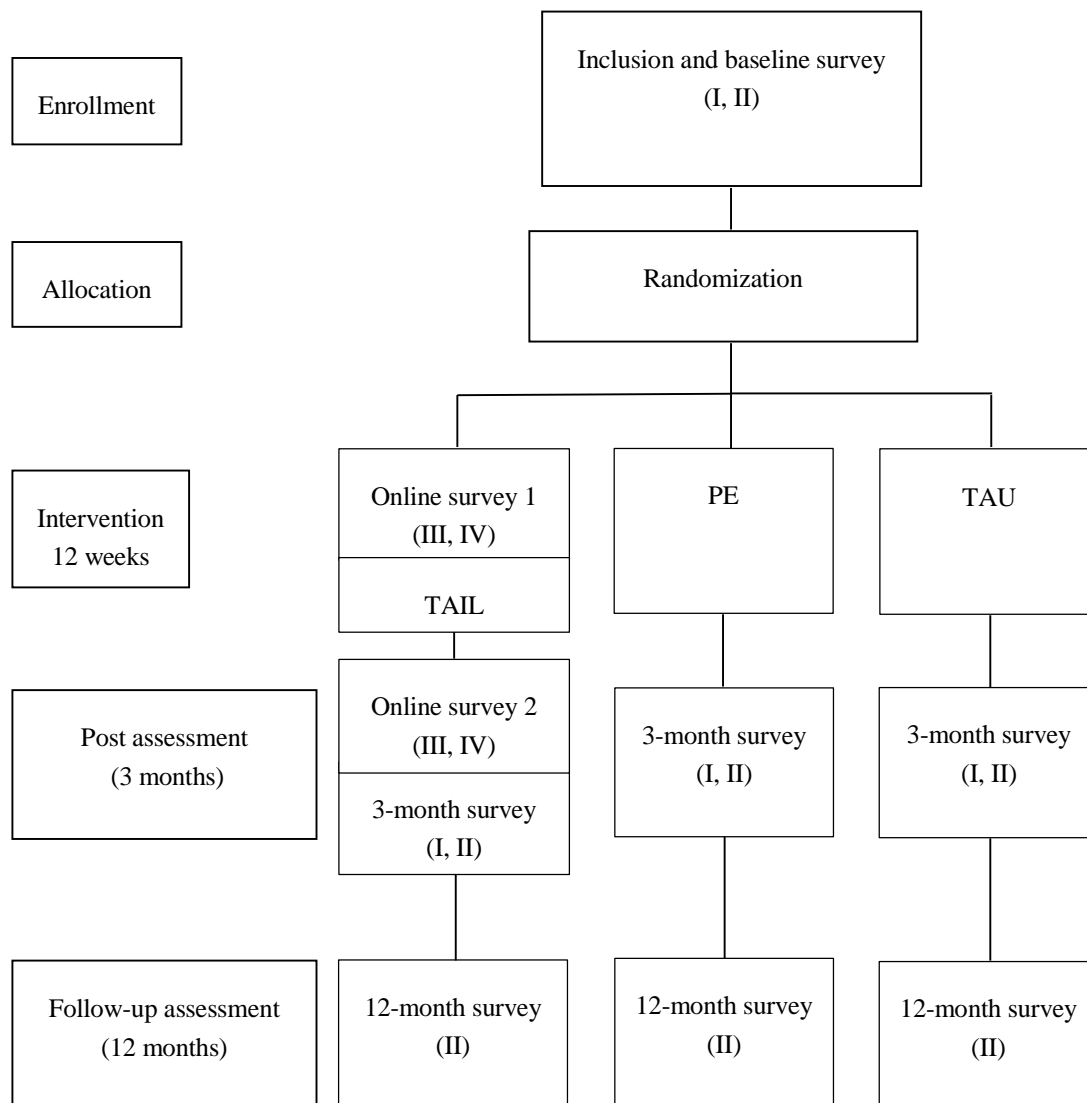 Inclusion and baseline survey
(I, II)
Enrollment
Randomization
Allocation
Online survey 1
(III, IV)
TAIL
PE
TAU
Intervention
12 weeks
Online survey 2
(III, IV)
3-month survey
(I, II)
3-month survey
(I, II)
3-month survey
(I, II)
Post assessment
(3 months)
Follow-up assessment
(12 months)
12-month survey
(II)
12-month survey
(II)
12-month survey
(II)